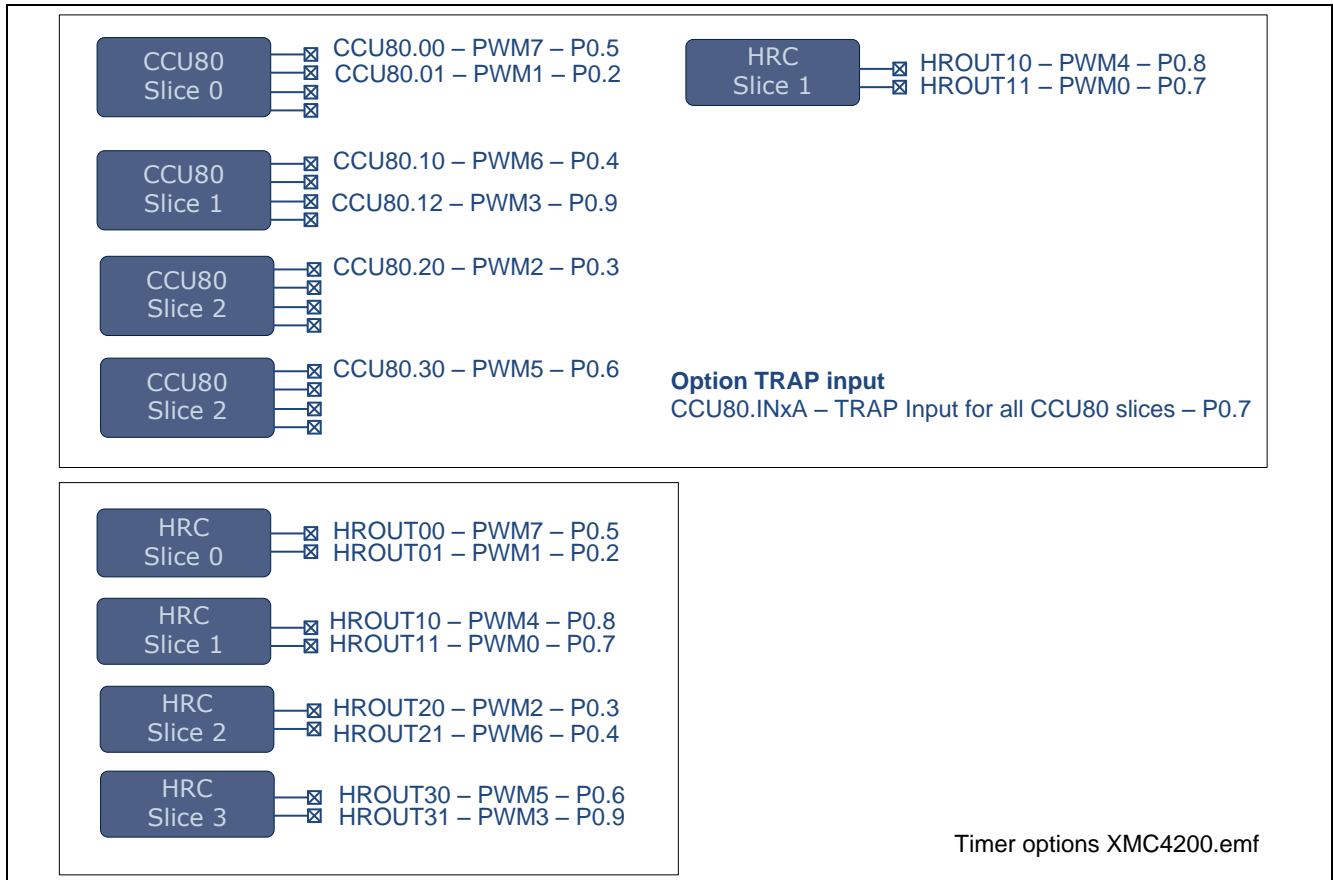 CCU80
Slice 0
CCU80.00 – PWM7 – P0.5
CCU80.01 – PWM1 – P0.2
HRC
Slice 1
HROUT10 – PWM4 – P0.8
HROUT11 – PWM0 – P0.7
CCU80
Slice 1
CCU80.10 – PWM6 – P0.4
CCU80.12 – PWM3 – P0.9
CCU80
Slice 2
CCU80.20 – PWM2 – P0.3
CCU80
Slice 2
CCU80.30 – PWM5 – P0.6
Option TRAP input
CCU80.INxA – TRAP Input for all CCU80 slices – P0.7
HRC
Slice 0
HROUT00 – PWM7 – P0.5
HROUT01 – PWM1 – P0.2
HRC
Slice 1
HROUT10 – PWM4 – P0.8
HROUT11 – PWM0 – P0.7
HRC
Slice 2
HROUT20 – PWM2 – P0.3
HROUT21 – PWM6 – P0.4
HRC
Slice 3
HROUT30 – PWM5 – P0.6
HROUT31 – PWM3 – P0.9
Timer options XMC4200.emf